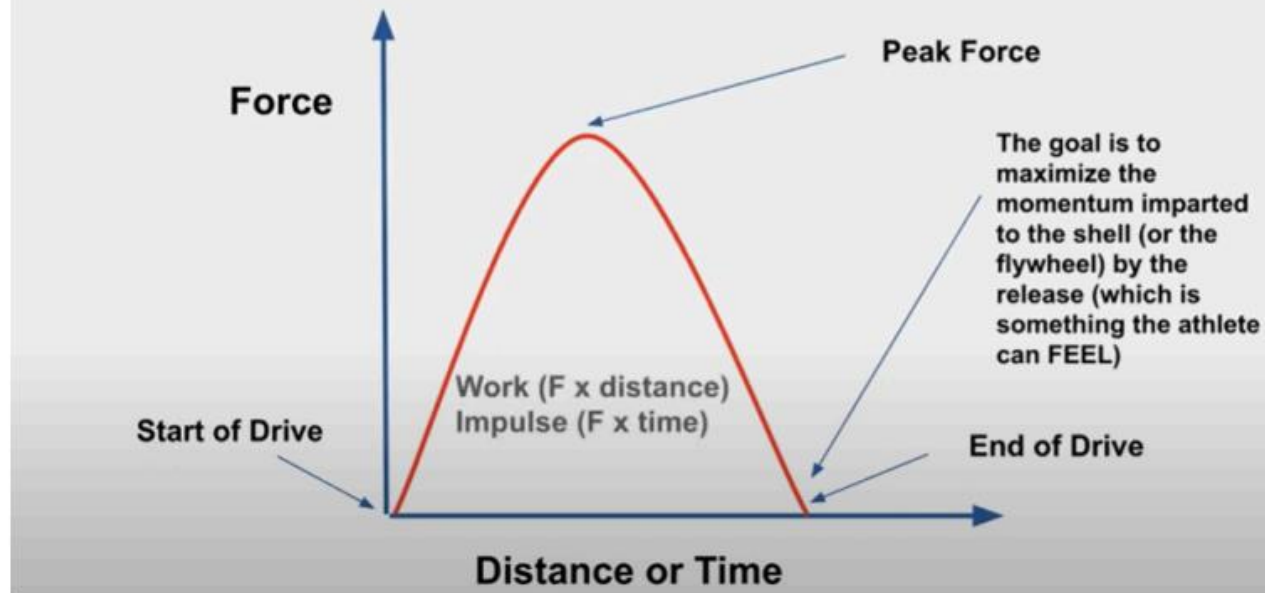 Peak Force
Force
The goal is to
maximize the
momentum imparted
to the shell (or the
flywheel) by the
release (which is
something the athlete
can FEEL)
Work (F x distance)
Impulse (F x time)
Start of Drive
End of Drive
Distance or Time